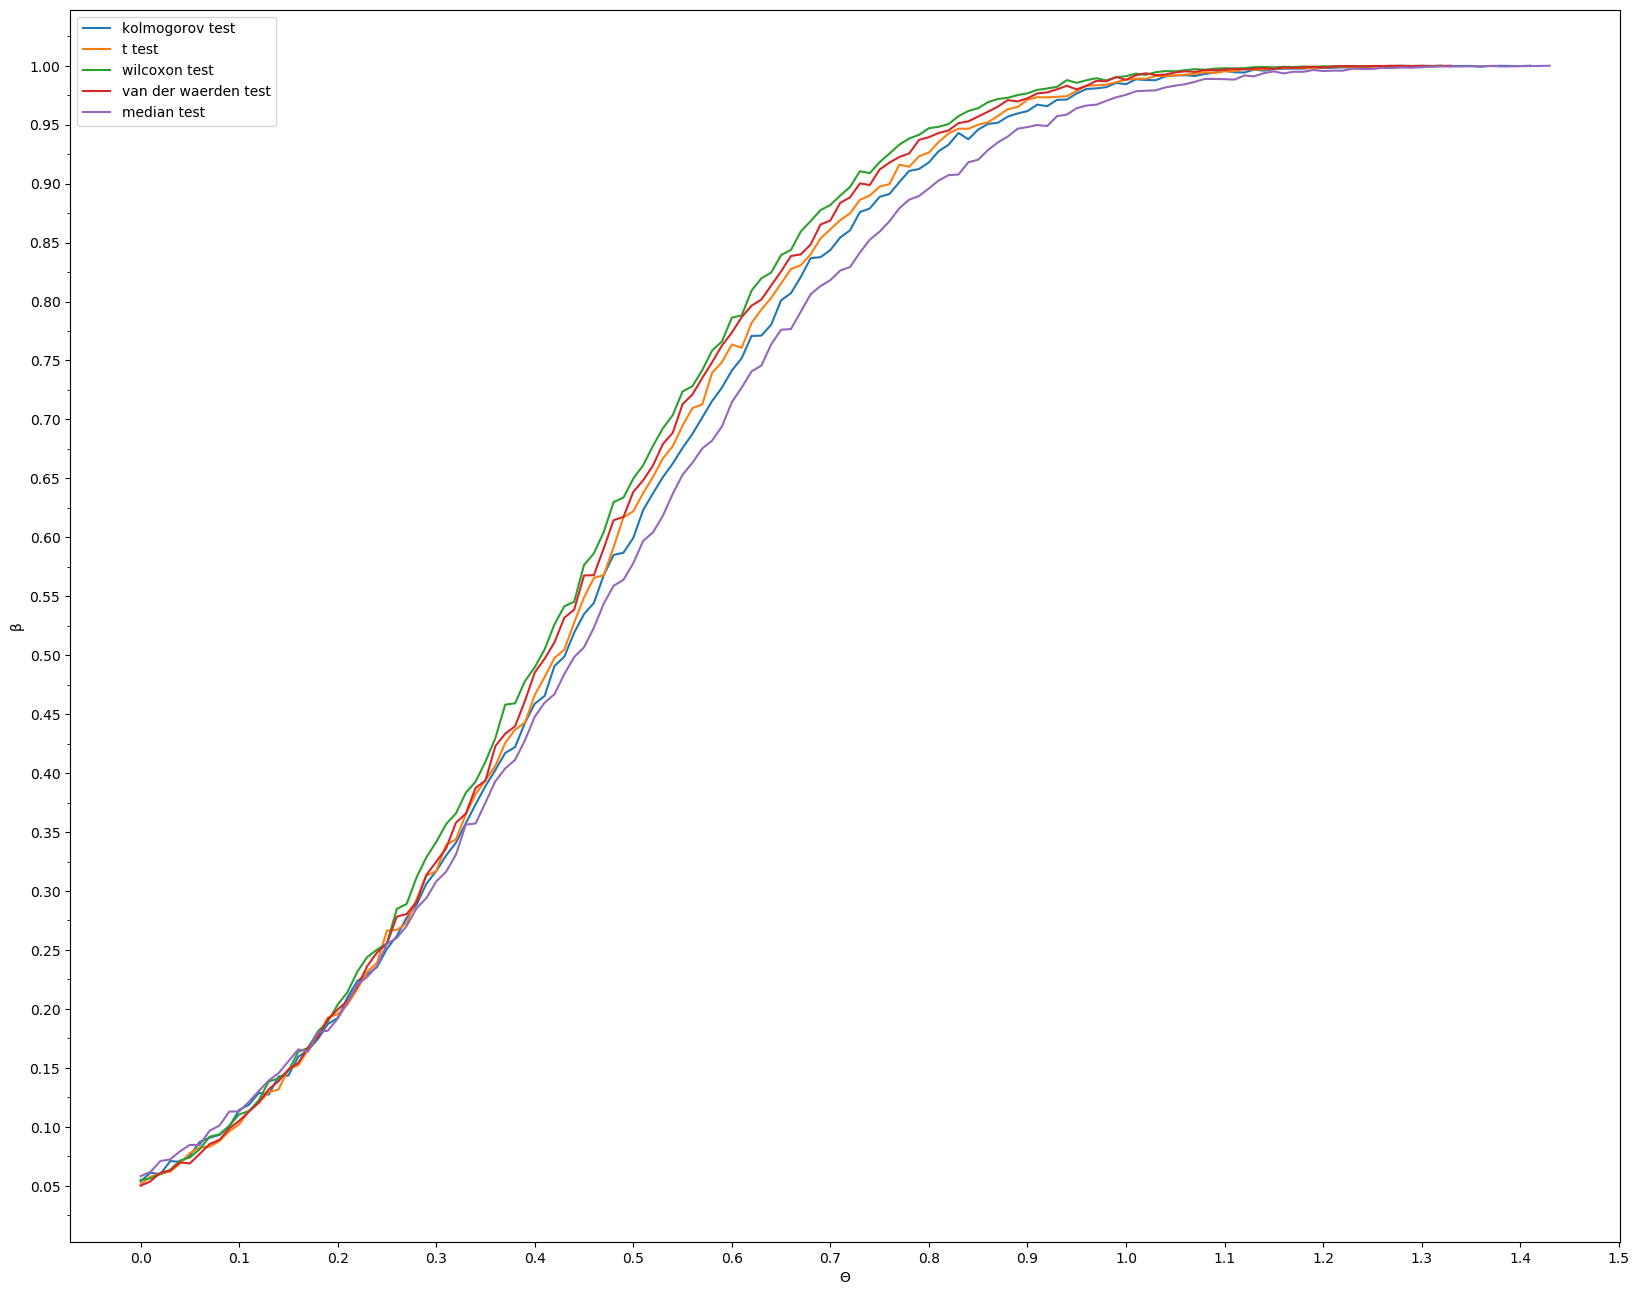 kolmogorov test
t test
wilcoxon test
van der waerden test
median test
1.00
0.95
0.90
0.85
0.80
0.75
0.70
0.65
0.60
0.55
0.50
0.45
0.40
0.35
0.30
0.25
0.20
0.15
0.10
0.05
β
0.0 0.1 0.2 0.3 0.4 0.5 0.6 0.7 0.8 0.9 1.0 1.1 1.2 1.3 1.4 1.5
Θ